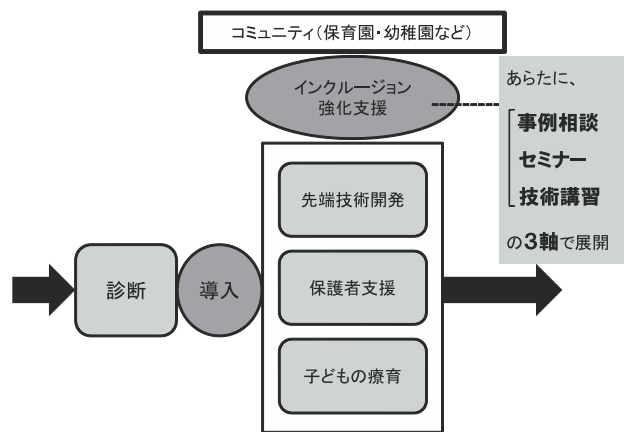 コミュニティ（保育園・幼稚園など）
インクルージョン
強化支援
あらたに、
事例相談
セミナー
技術講習
の3軸で展開
先端技術開発
診断
導入
保護者支援
子どもの療育